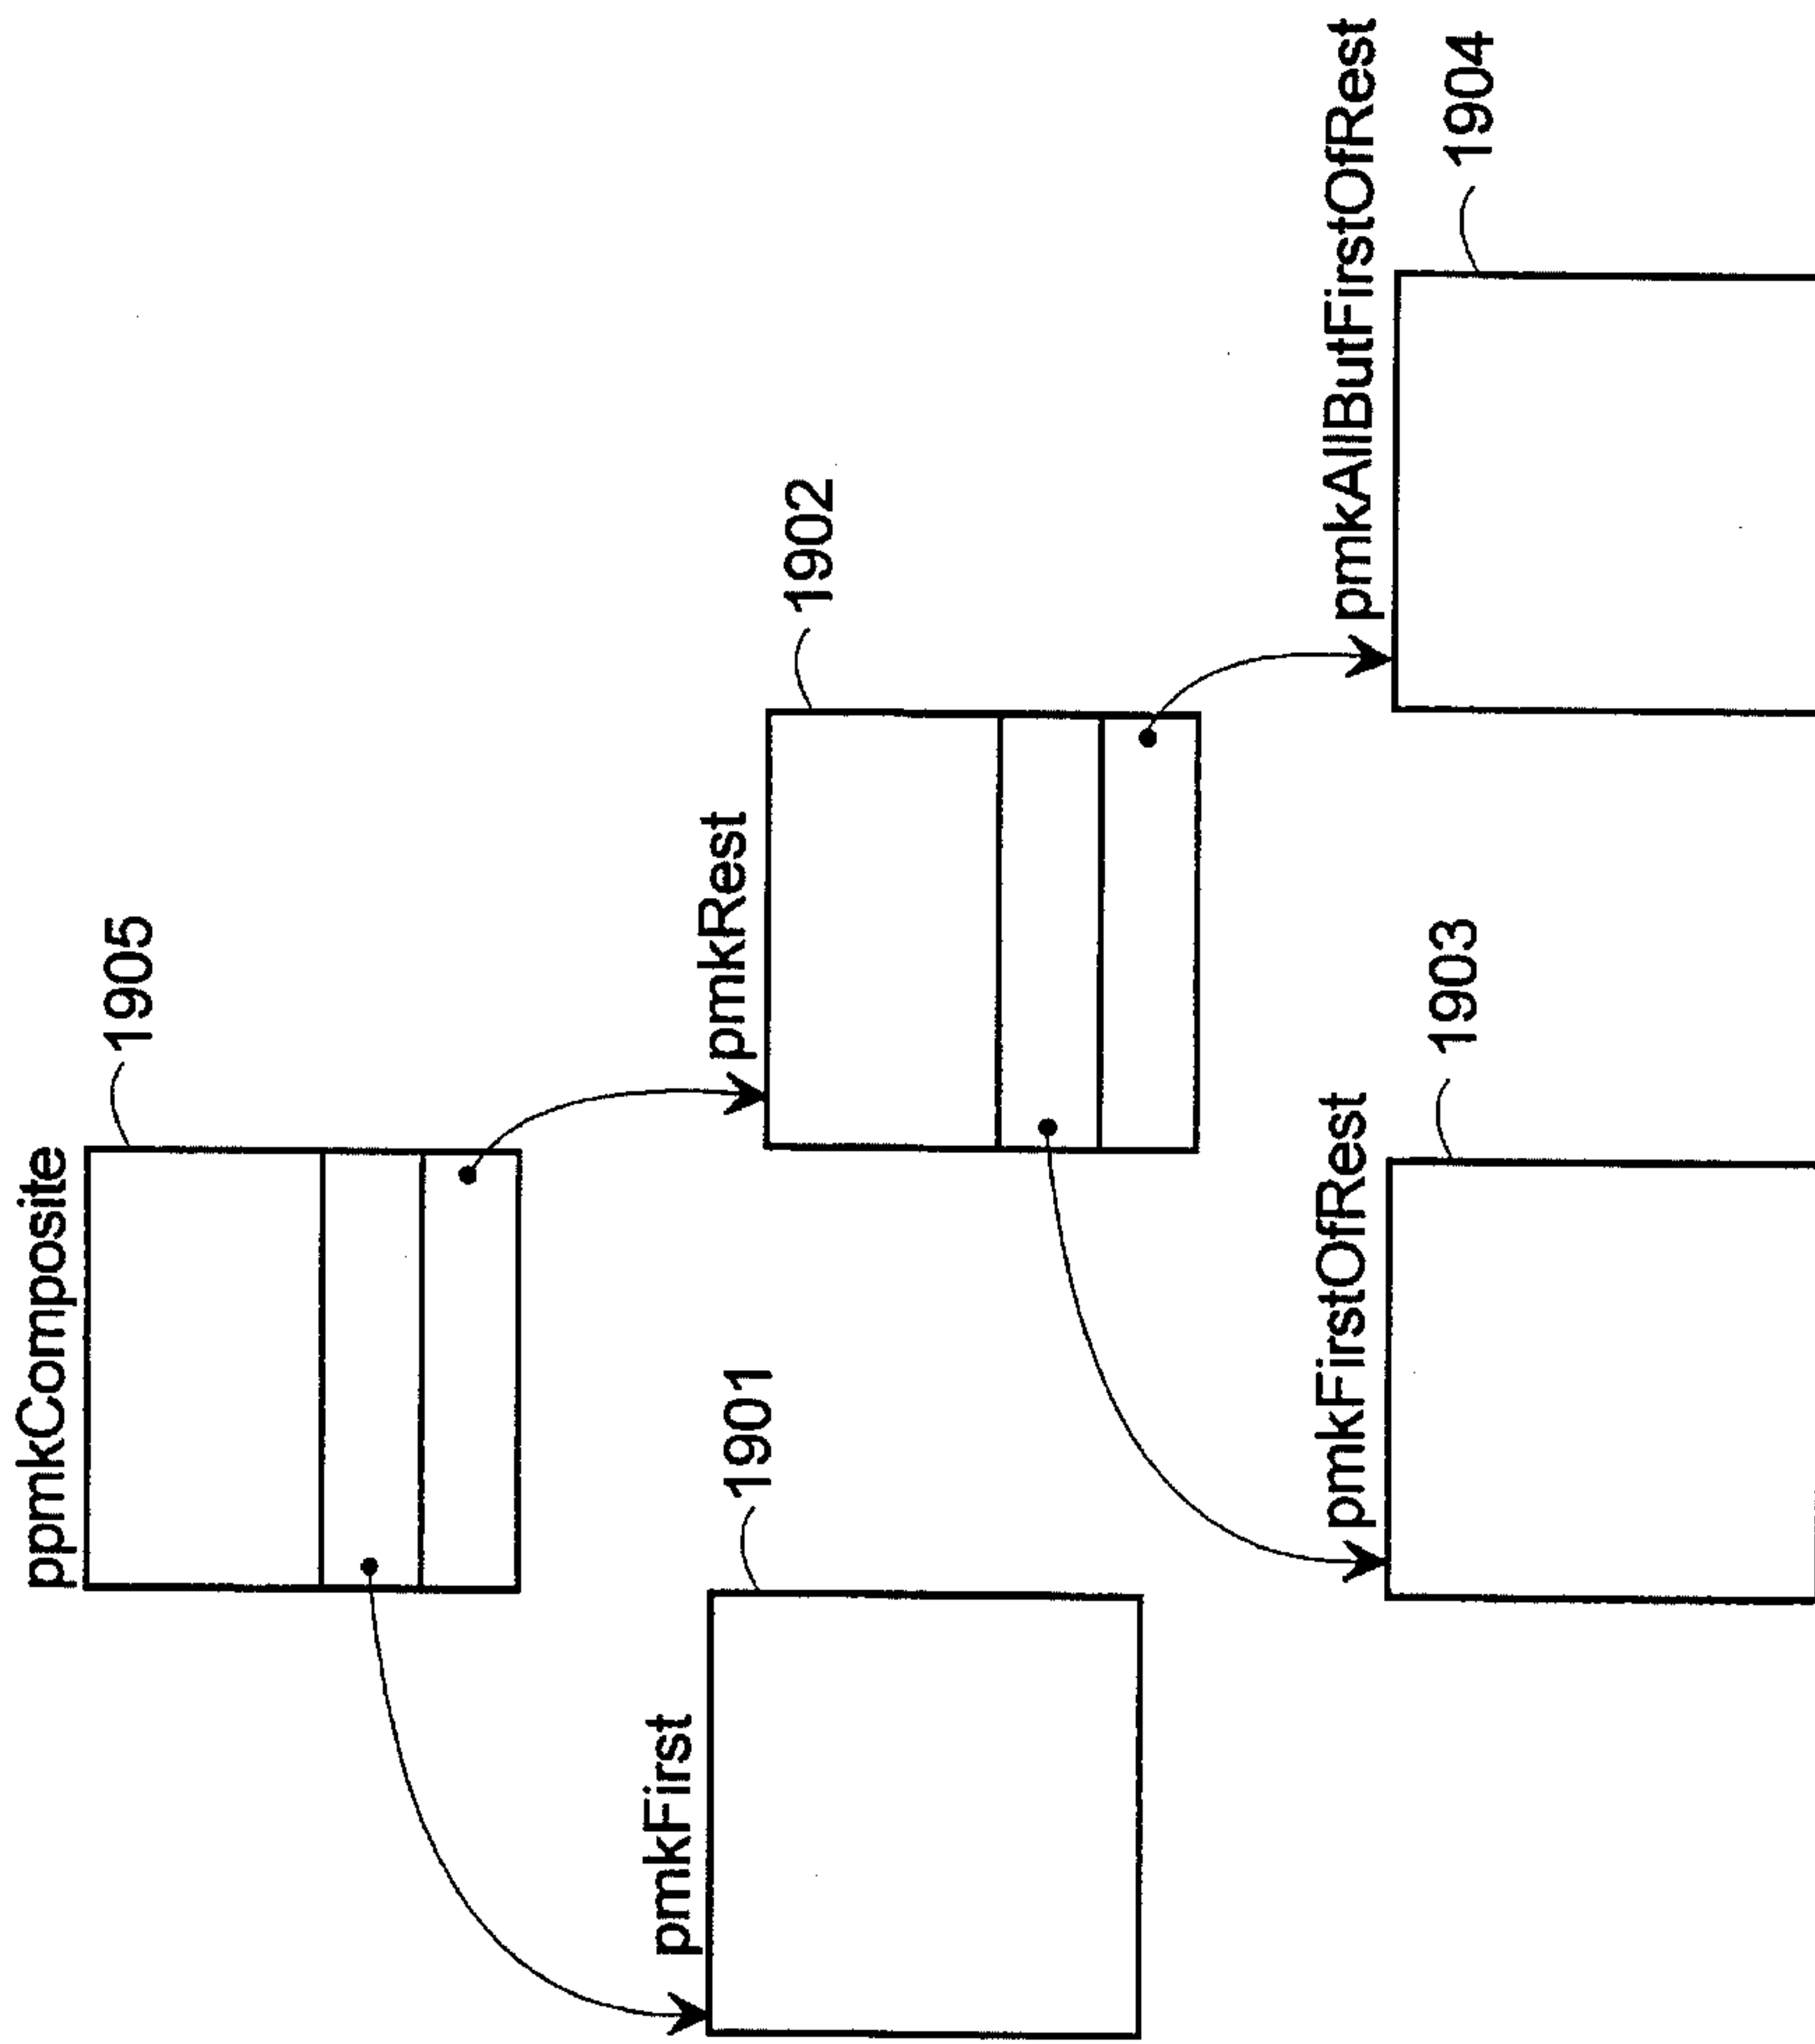 ppmkComposite
1905
pmkFirst
1901
pmkRest
1902
pmkFirstOfRest
1903
pmkAllButFirstOfRest
1904